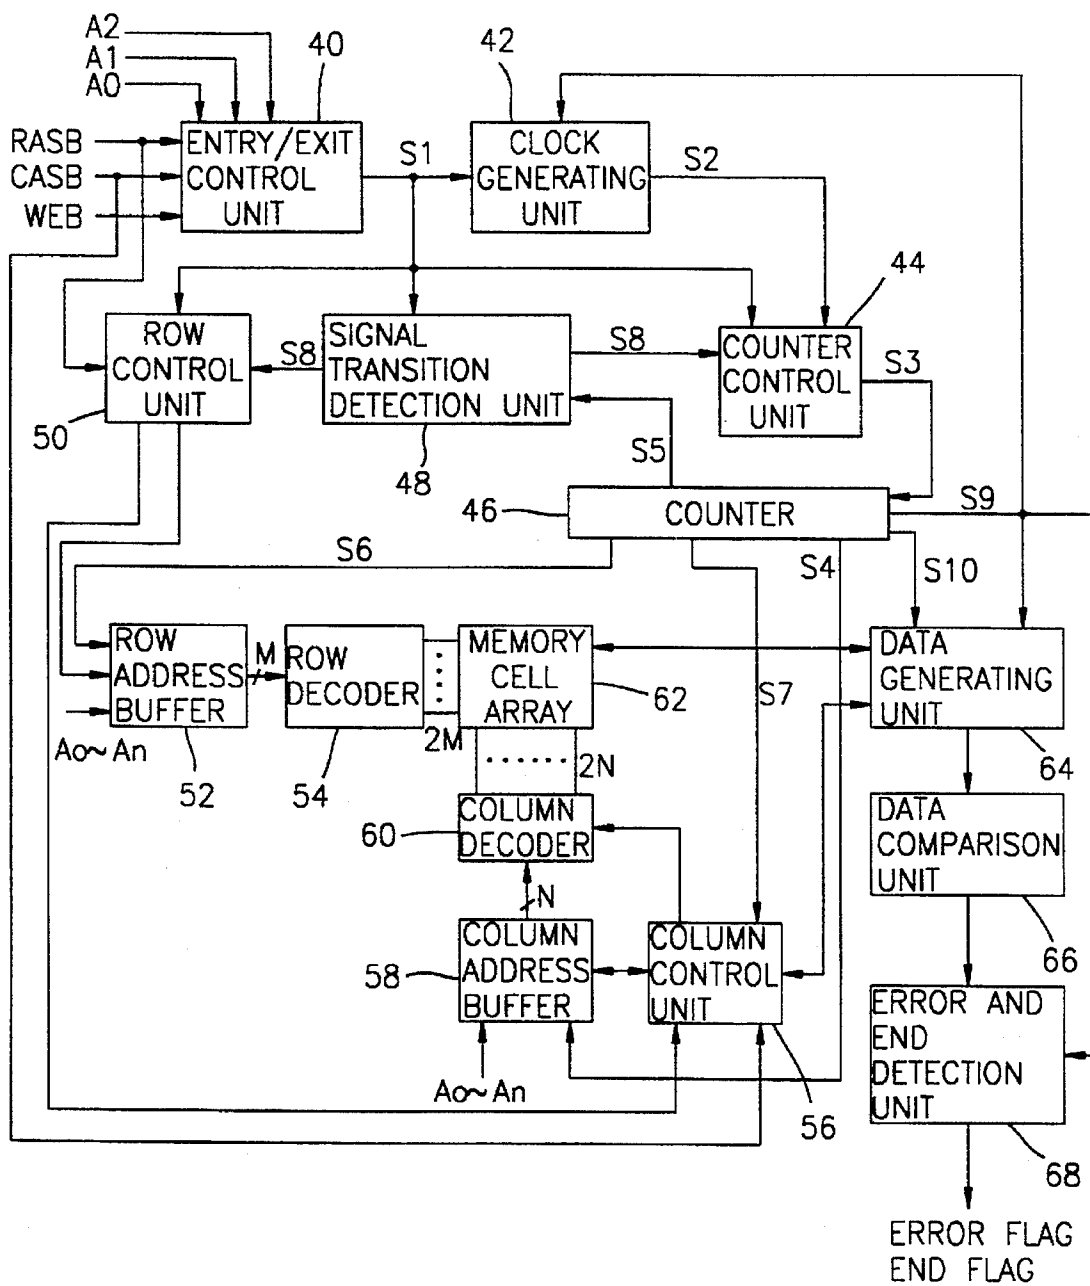 A2
A1
A0
40
42
RASB
CASB
WEB
ENTRY/EXIT
CONTROL
UNIT
S1
CLOCK
GENERATING
UNIT
S2
44
ROW
CONTROL
UNIT
50
S8
SIGNAL
TRANSITION
DETECTION UNIT
48
S8
COUNTER
CONTROL
UNIT
S3
S5
46
COUNTER
S9
S6
S4
S10
ROW
ADDRESS
BUFFER
Ao~An
52
M
ROW
DECODER
54
2M
MEMORY
CELL
ARRAY
62
S7
DATA
GENERATING
UNIT
64
2N
60
COLUMN
DECODER
DATA
COMPARISON
UNIT
66
N
58
COLUMN
ADDRESS
BUFFER
Ao~An
COLUMN
CONTROL
UNIT
56
ERROR AND
END
DETECTION
UNIT
68
ERROR FLAG
END FLAG